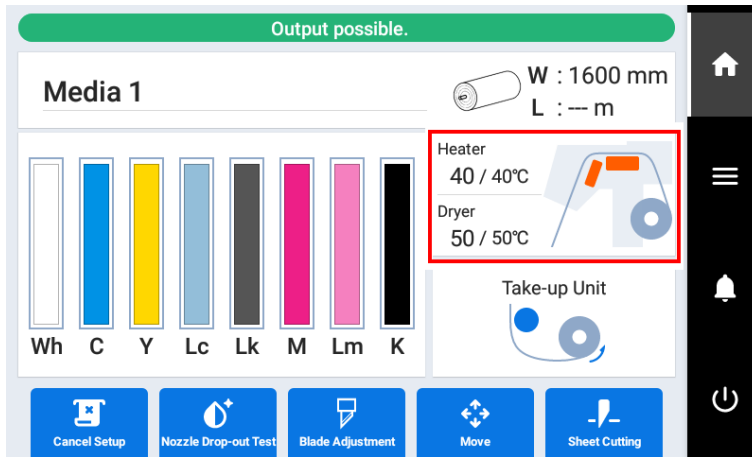 Output possible.
Media 1
W : 1600 mm
L : --- m
Heater
40 / 40℃
Dryer
50 / 50℃
Take-up Unit
Wh C Y Lc Lk M Lm K
Cancel Setup Nozzle Drop-out Test Blade Adjustment Move Sheet Cutting